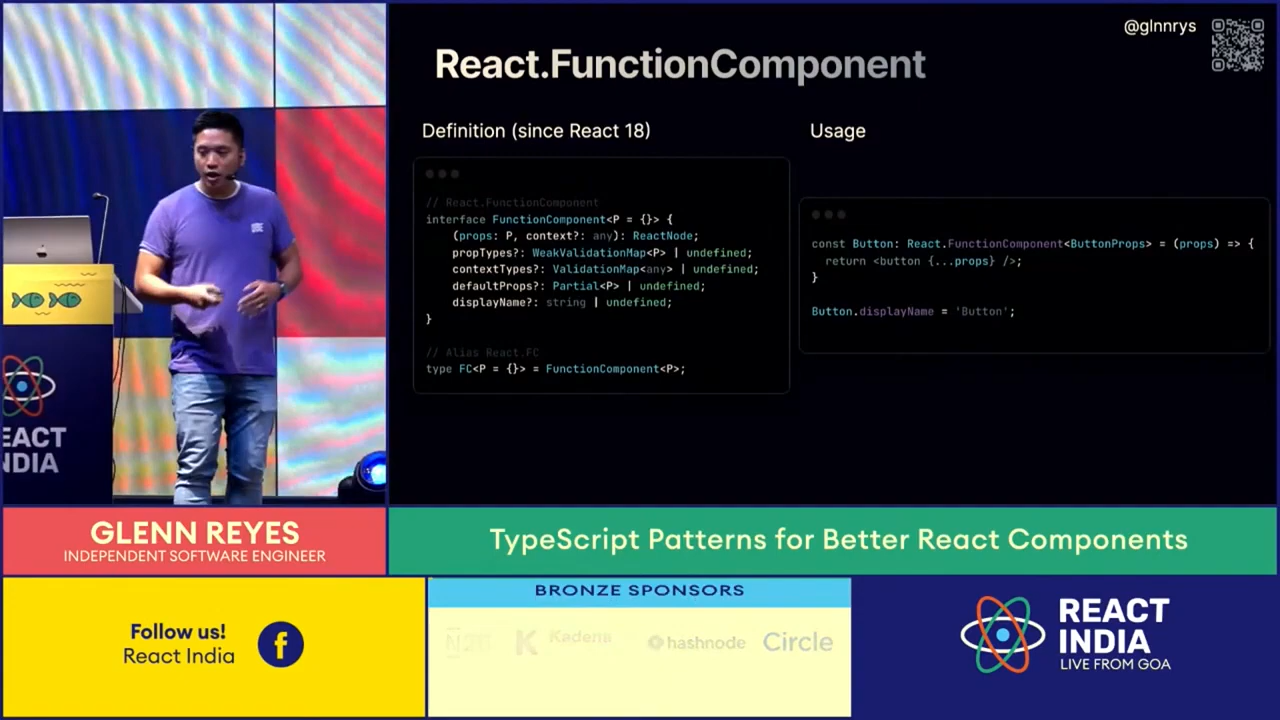 @glnnrys
React.FunctionComponent
Definition (since React 18)
Usage
// React.FunctionComponent
interface FunctionComponent<P = {}> {
    (props: P, context?: any): ReactNode;
    propTypes?: WeakValidationMap<P> | undefined;
    contextTypes?: ValidationMap<any> | undefined;
    defaultProps?: Partial<P> | undefined;
    displayName?: string | undefined;
}
// Alias React.FC
type FC<P = {}> = FunctionComponent<P>;
const Button: React.FunctionComponent<ButtonProps> = (props) => {
  return <button {...props} />;
}
Button.displayName = 'Button';
EACT
NDIA
GLENN REYES
INDEPENDENT SOFTWARE ENGINEER
TypeScript Patterns for Better React Components
Follow us!
React India
BRONZE SPONSORS
Kadena
hashnode
Circle
REACT
INDIA
LIVE FROM GOA